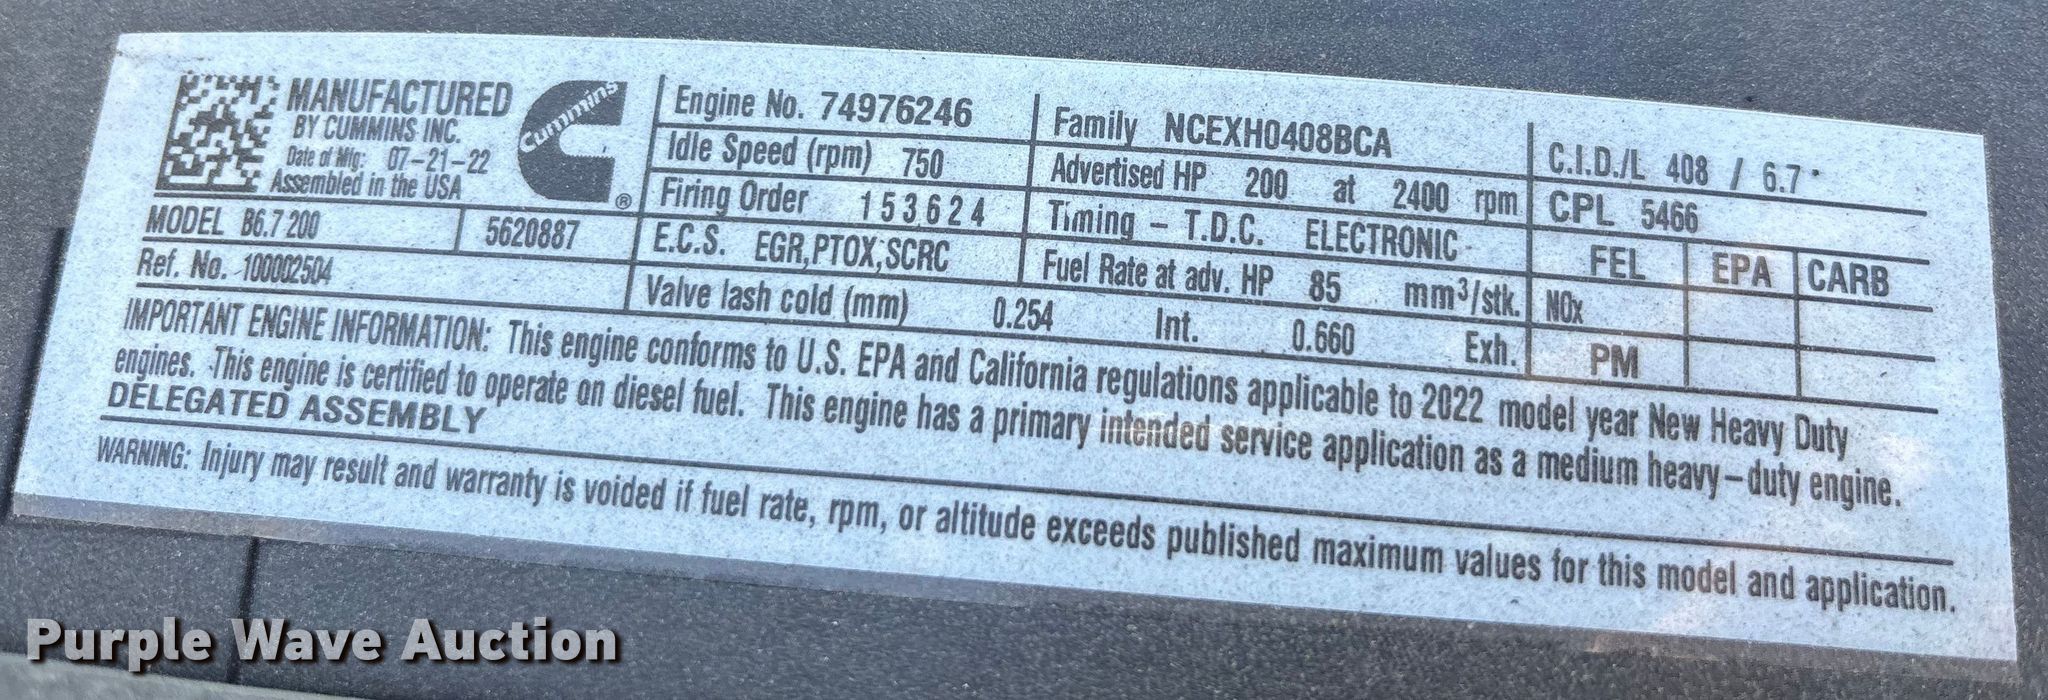 MANUFACTURED
BY CUMMINS INC.
Date of Mfg: 07-21-22
Assembled in the USA
Cummins
®
MODEL B6.7 200 5620887
Ref. No. 100002504
Engine No. 74976246
Idle Speed (rpm) 750
Firing Order 153624
E.C.S. EGR,PTOX,SCRC
Valve lash cold (mm) 0.254 Int. 0.660 Exh.
Family NCEXH0408BCA
Advertised HP 200 at 2400 rpm
Timing - T.D.C. ELECTRONIC
Fuel Rate at adv. HP 85 mm³/stk.
C.I.D./L 408 / 6.7
CPL 5466
FEL EPA CARB
NOx
PM
IMPORTANT ENGINE INFORMATION: This engine conforms to U.S. EPA and California regulations applicable to 2022 model year New Heavy Duty
engines. This engine is certified to operate on diesel fuel. This engine has a primary intended service application as a medium heavy-duty engine.
DELEGATED ASSEMBLY
WARNING: Injury may result and warranty is voided if fuel rate, rpm, or altitude exceeds published maximum values for this model and application.
Purple Wave Auction